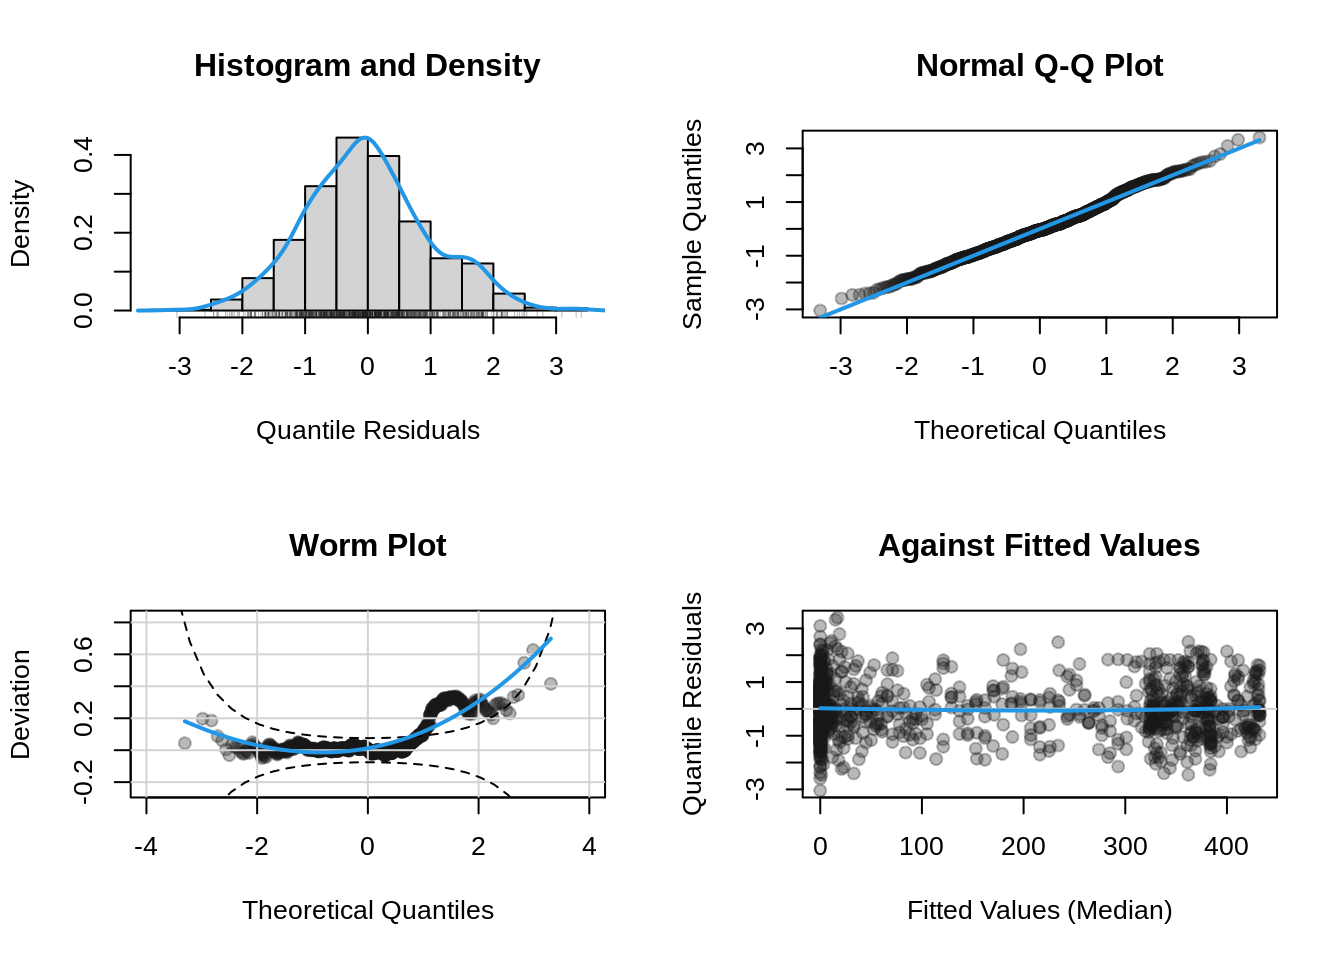 Histogram and Density
Density
0.0 0.2 0.4
-3 -2 -1 0 1 2 3
Quantile Residuals
Normal Q-Q Plot
Sample Quantiles
-3 -1 1 3
-3 -2 -1 0 1 2 3
Theoretical Quantiles
Worm Plot
Deviation
-0.2 0.2 0.6
-4 -2 0 2 4
Theoretical Quantiles
Against Fitted Values
Quantile Residuals
-3 -1 1 3
0 100 200 300 400
Fitted Values (Median)